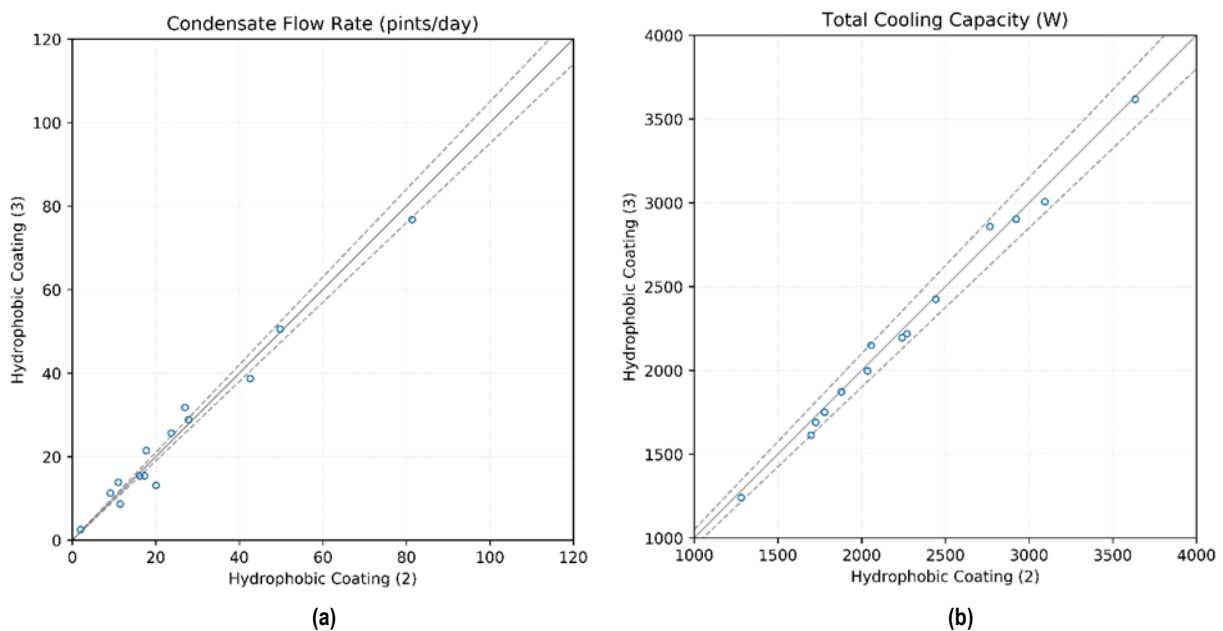 Condensate Flow Rate (pints/day)
120
100
80
60
40
20
0
Hydrophobic Coating (3)
0 20 40 60 80 100 120
Hydrophobic Coating (2)
(a)
Total Cooling Capacity (W)
4000
3500
3000
2500
2000
1500
1000
Hydrophobic Coating (3)
1000 1500 2000 2500 3000 3500 4000
Hydrophobic Coating (2)
(b)